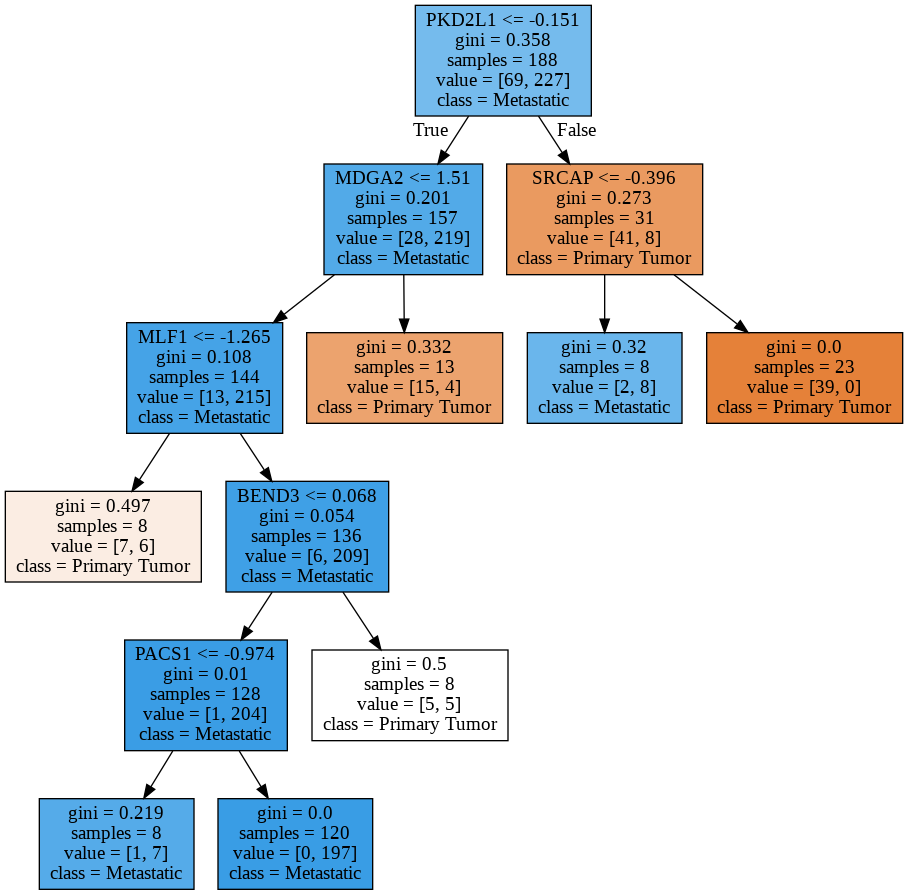 PKD2L1 <= -0.151
gini = 0.358
samples = 188
value = [69, 227]
class = Metastatic
True
False
MDGA2 <= 1.51
gini = 0.201
samples = 157
value = [28, 219]
class = Metastatic
SRCAP <= -0.396
gini = 0.273
samples = 31
value = [41, 8]
class = Primary Tumor
MLF1 <= -1.265
gini = 0.108
samples = 144
value = [13, 215]
class = Metastatic
gini = 0.332
samples = 13
value = [15, 4]
class = Primary Tumor
gini = 0.32
samples = 8
value = [2, 8]
class = Metastatic
gini = 0.0
samples = 23
value = [39, 0]
class = Primary Tumor
gini = 0.497
samples = 8
value = [7, 6]
class = Primary Tumor
BEND3 <= 0.068
gini = 0.054
samples = 136
value = [6, 209]
class = Metastatic
PACS1 <= -0.974
gini = 0.01
samples = 128
value = [1, 204]
class = Metastatic
gini = 0.5
samples = 8
value = [5, 5]
class = Primary Tumor
gini = 0.219
samples = 8
value = [1, 7]
class = Metastatic
gini = 0.0
samples = 120
value = [0, 197]
class = Metastatic